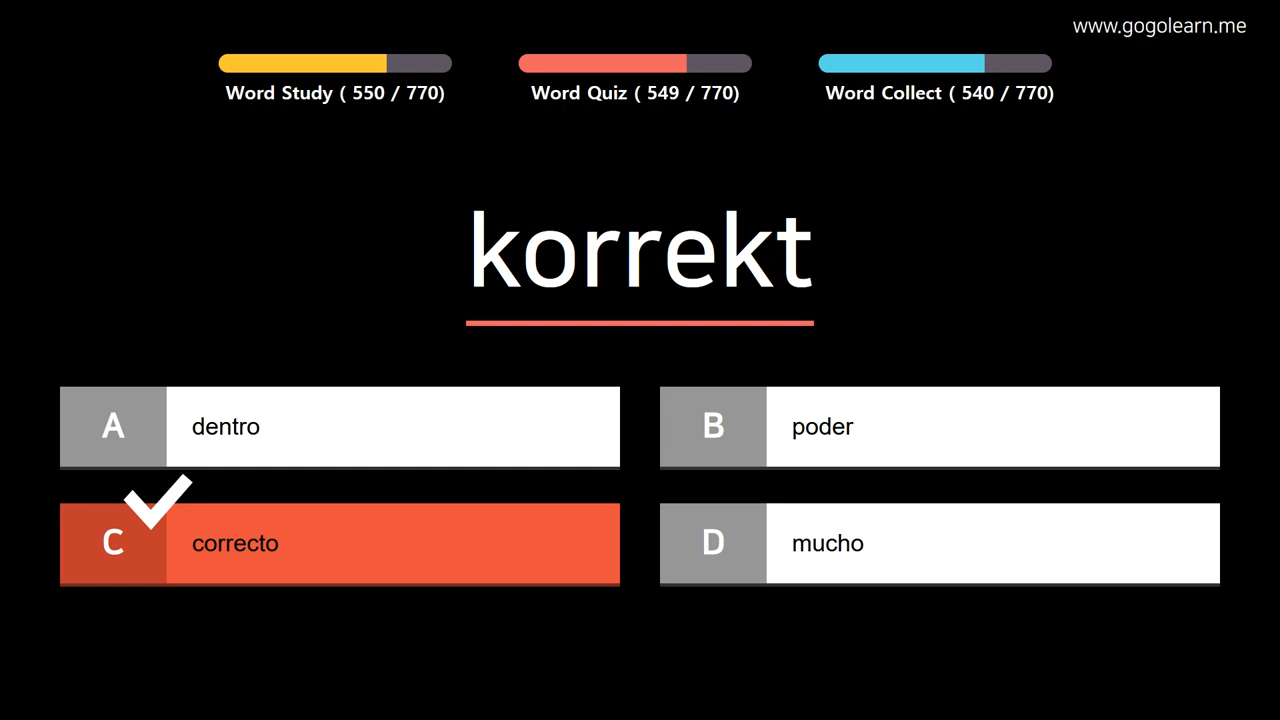 www.gogolearn.me
Word Study ( 550 / 770)
Word Quiz ( 549 / 770)
Word Collect ( 540 / 770)
korrekt
A dentro
B poder
C correcto
D mucho